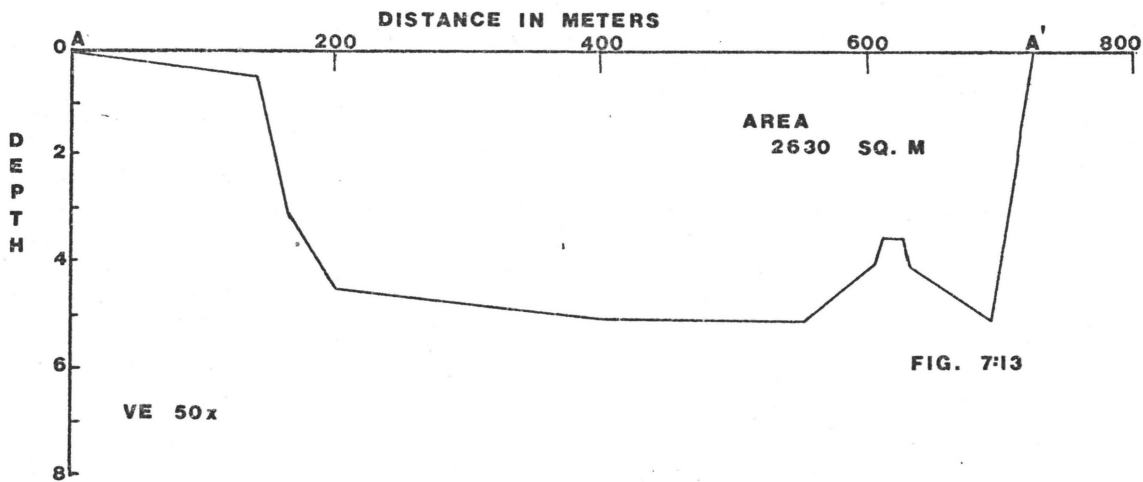 DISTANCE IN METERS
0 A 200 400 600 A' 800
AREA
2630 SQ. M
2
DEPTH
4
6
FIG. 7:13
VE 50x
8